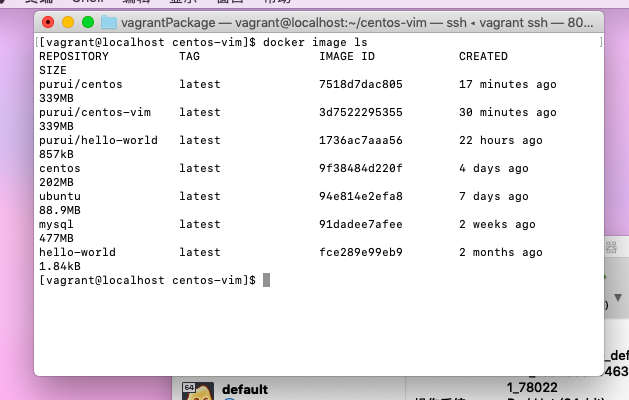 vagrantPackage — vagrant@localhost:~/centos-vim — ssh ◂ vagrant ssh — 80...
[[vagrant@localhost centos-vim]$ docker image ls ]
REPOSITORY TAG IMAGE ID CREATED
SIZE
purui/centos latest 7518d7dac805 17 minutes ago
339MB
purui/centos-vim latest 3d7522295355 30 minutes ago
339MB
purui/hello-world latest 1736ac7aaa56 22 hours ago
857kB
centos latest 9f38484d220f 4 days ago
202MB
ubuntu latest 94e814e2efa8 7 days ago
88.9MB
mysql latest 91dadee7afee 2 weeks ago
477MB
hello-world latest fce289e99eb9 2 months ago
1.84kB
[vagrant@localhost centos-vim]$
器
)
_def
463
64 default 1_78022